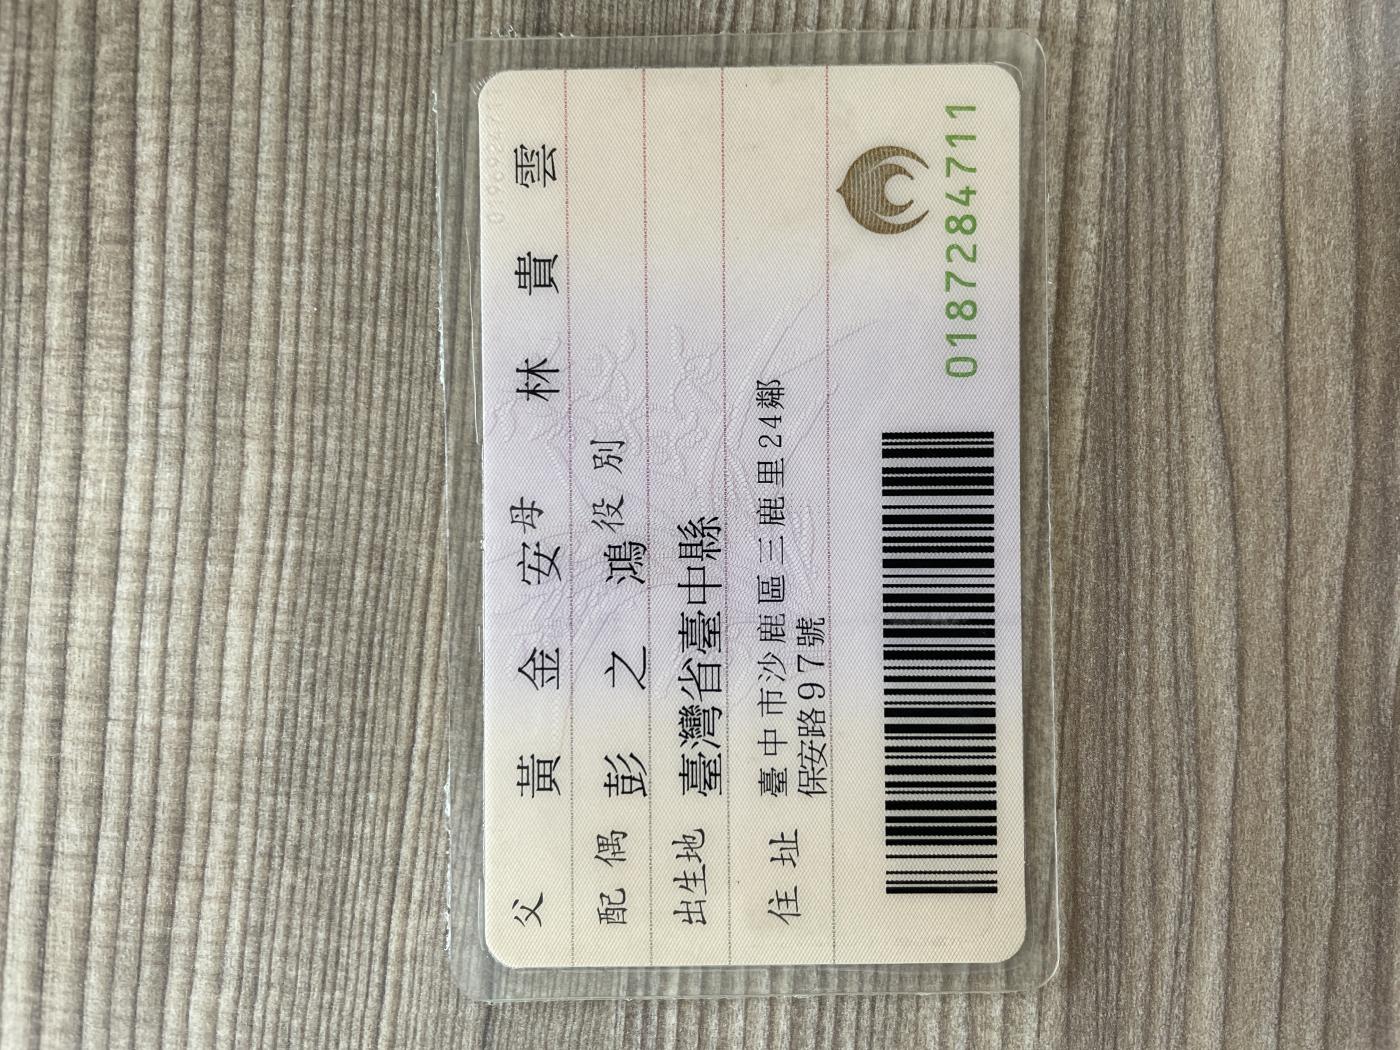 父 黃金安 母 林貴雲
配偶 彭之鴻 役別
出生地 臺灣省臺中縣
住址 臺中市沙鹿區三鹿里24鄰
保安路97號
0187284711